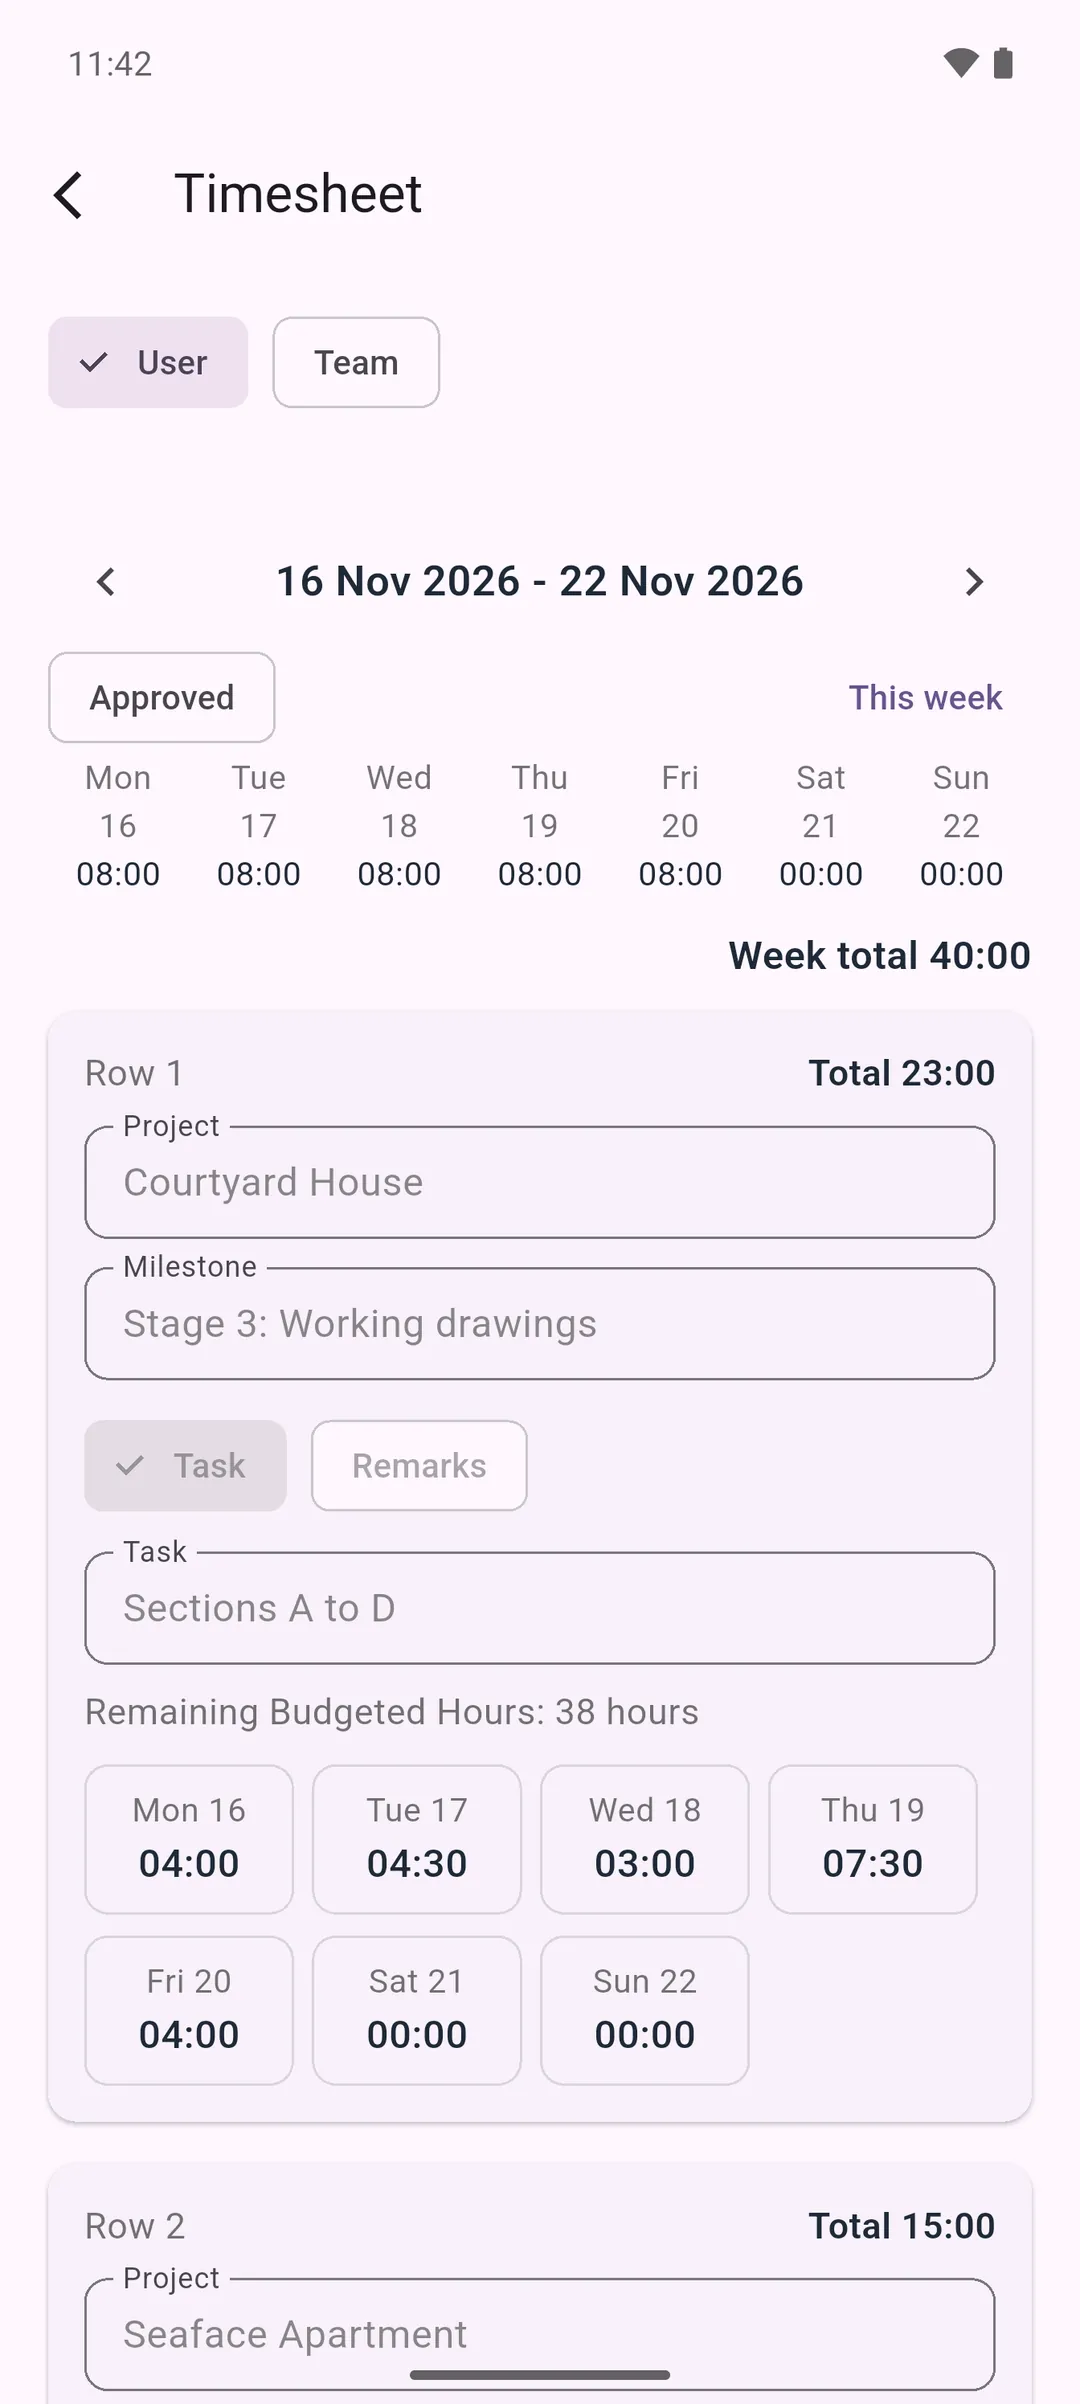 11:42
Timesheet
User Team
16 Nov 2026 - 22 Nov 2026
Approved This week
Mon Tue Wed Thu Fri Sat Sun
16 17 18 19 20 21 22
08:00 08:00 08:00 08:00 08:00 00:00 00:00
Week total 40:00
Row 1 Total 23:00
Project
Courtyard House
Milestone
Stage 3: Working drawings
Task Remarks
Task
Sections A to D
Remaining Budgeted Hours: 38 hours
Mon 16 Tue 17 Wed 18 Thu 19
04:00 04:30 03:00 07:30
Fri 20 Sat 21 Sun 22
04:00 00:00 00:00
Row 2 Total 15:00
Project
Seaface Apartment